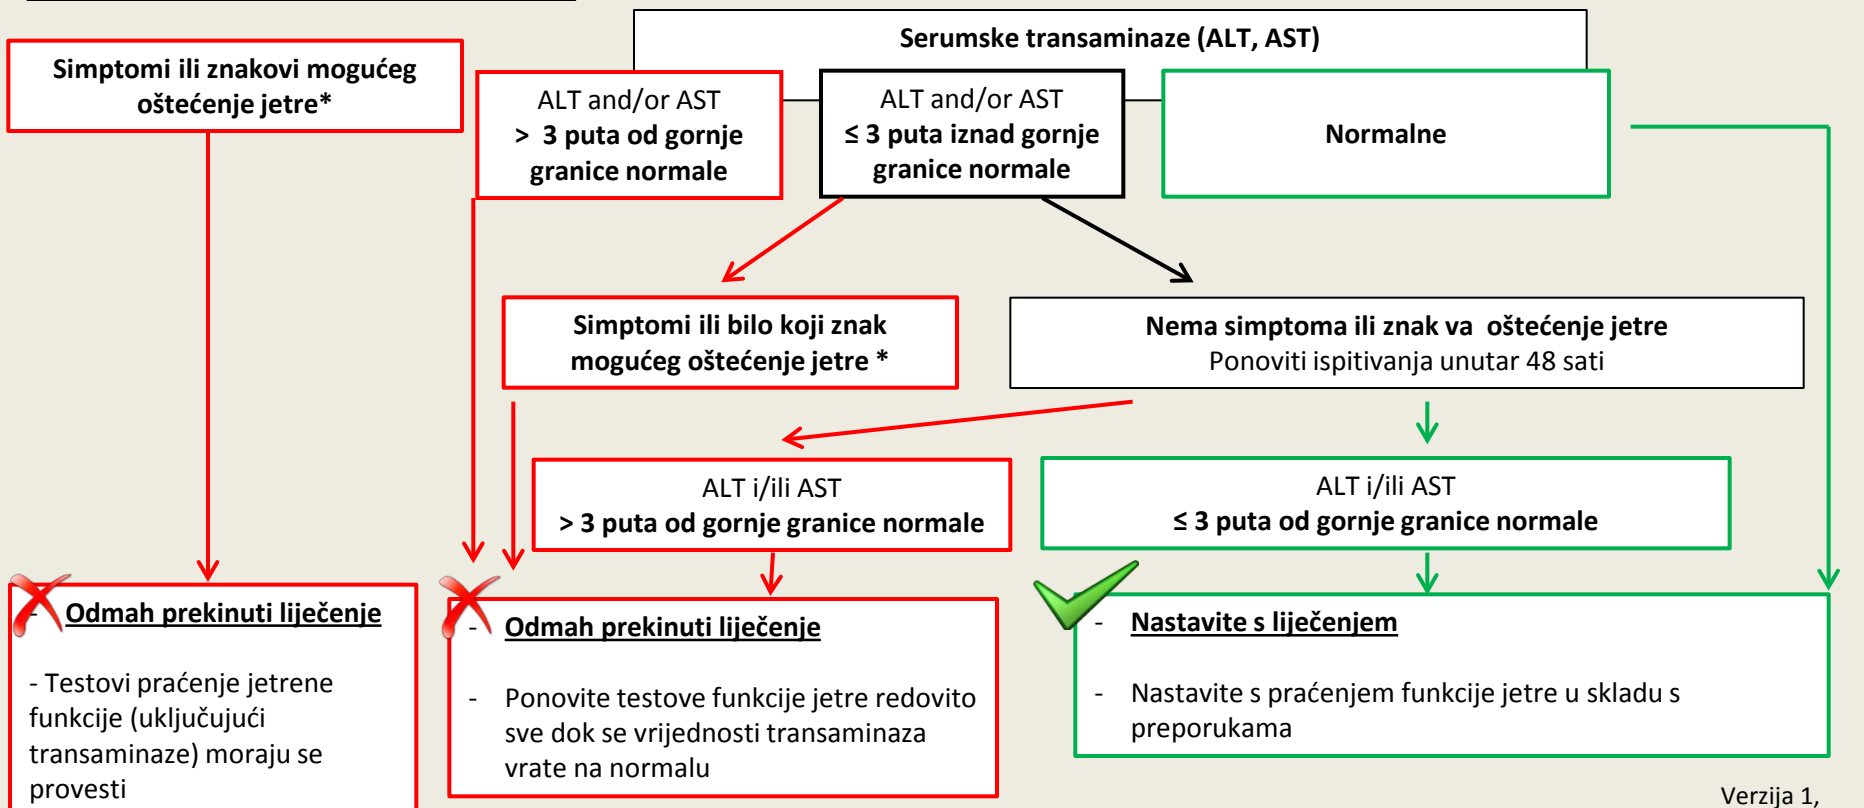 Serumske transaminaze (ALT, AST)
Simptomi ili znakovi mogućeg
oštećenje jetre*
ALT and/or AST
> 3 puta od gornje
granice normale
ALT and/or AST
≤ 3 puta iznad gornje
granice normale
Normalne
Simptomi ili bilo koji znak
mogućeg oštećenje jetre *
Nema simptoma ili znak va oštećenje jetre
Ponoviti ispitivanja unutar 48 sati
ALT i/ili AST
> 3 puta od gornje granice normale
ALT i/ili AST
≤ 3 puta od gornje granice normale
- Odmah prekinuti liječenje
- Testovi praćenje jetrene
funkcije (uključujući
transaminaze) moraju se
provesti
- Odmah prekinuti liječenje
- Ponovite testove funkcije jetre redovito
sve dok se vrijednosti transaminaza
vrate na normalu
- Nastavite s liječenjem
- Nastavite s praćenjem funkcije jetre u skladu s
preporukama
Verzija 1,